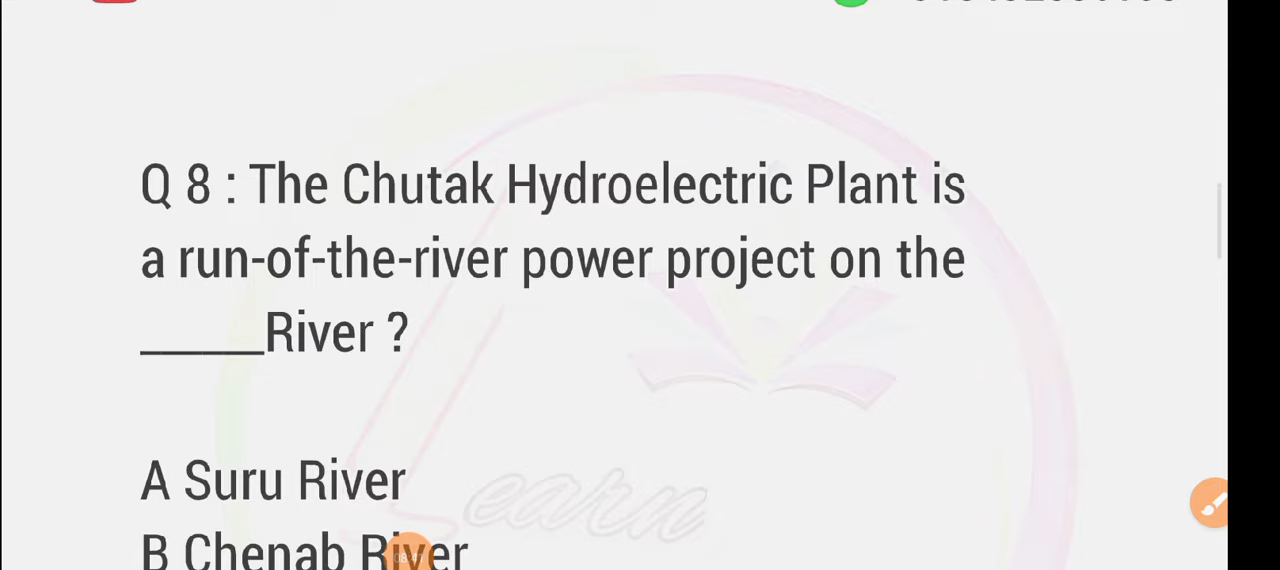 Q 8 : The Chutak Hydroelectric Plant is
a run-of-the-river power project on the
_____River ?
A Suru River
B Chenab River
earn